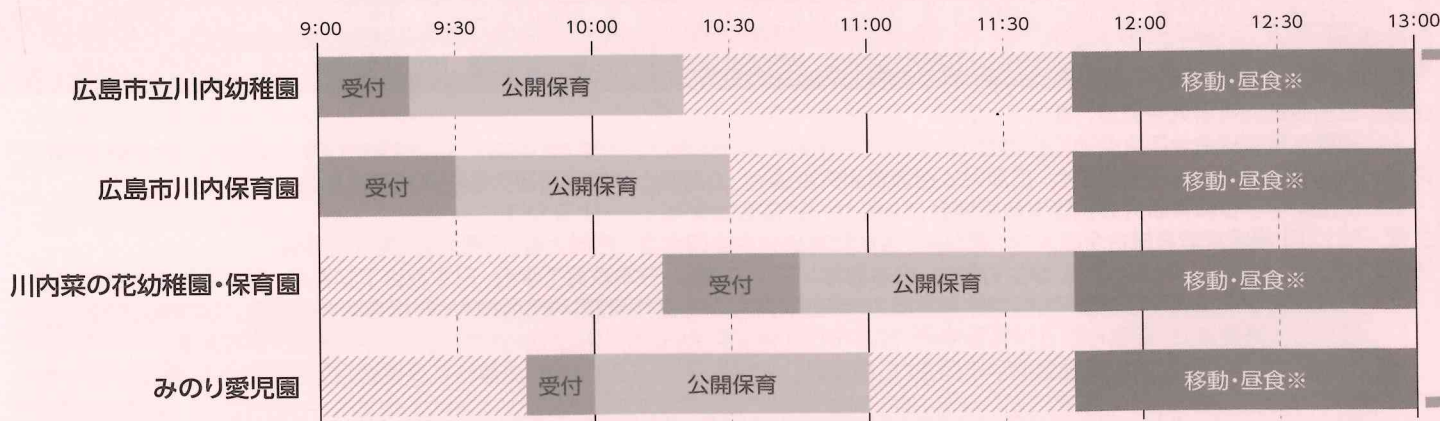 9:00 9:30 10:00 10:30 11:00 11:30 12:00 12:30 13:00
広島市立川内幼稚園 受付 公開保育 移動・昼食※
広島市川内保育園 受付 公開保育 移動・昼食※
川内菜の花幼稚園・保育園 受付 公開保育 移動・昼食※
みのり愛児園 受付 公開保育 移動・昼食※